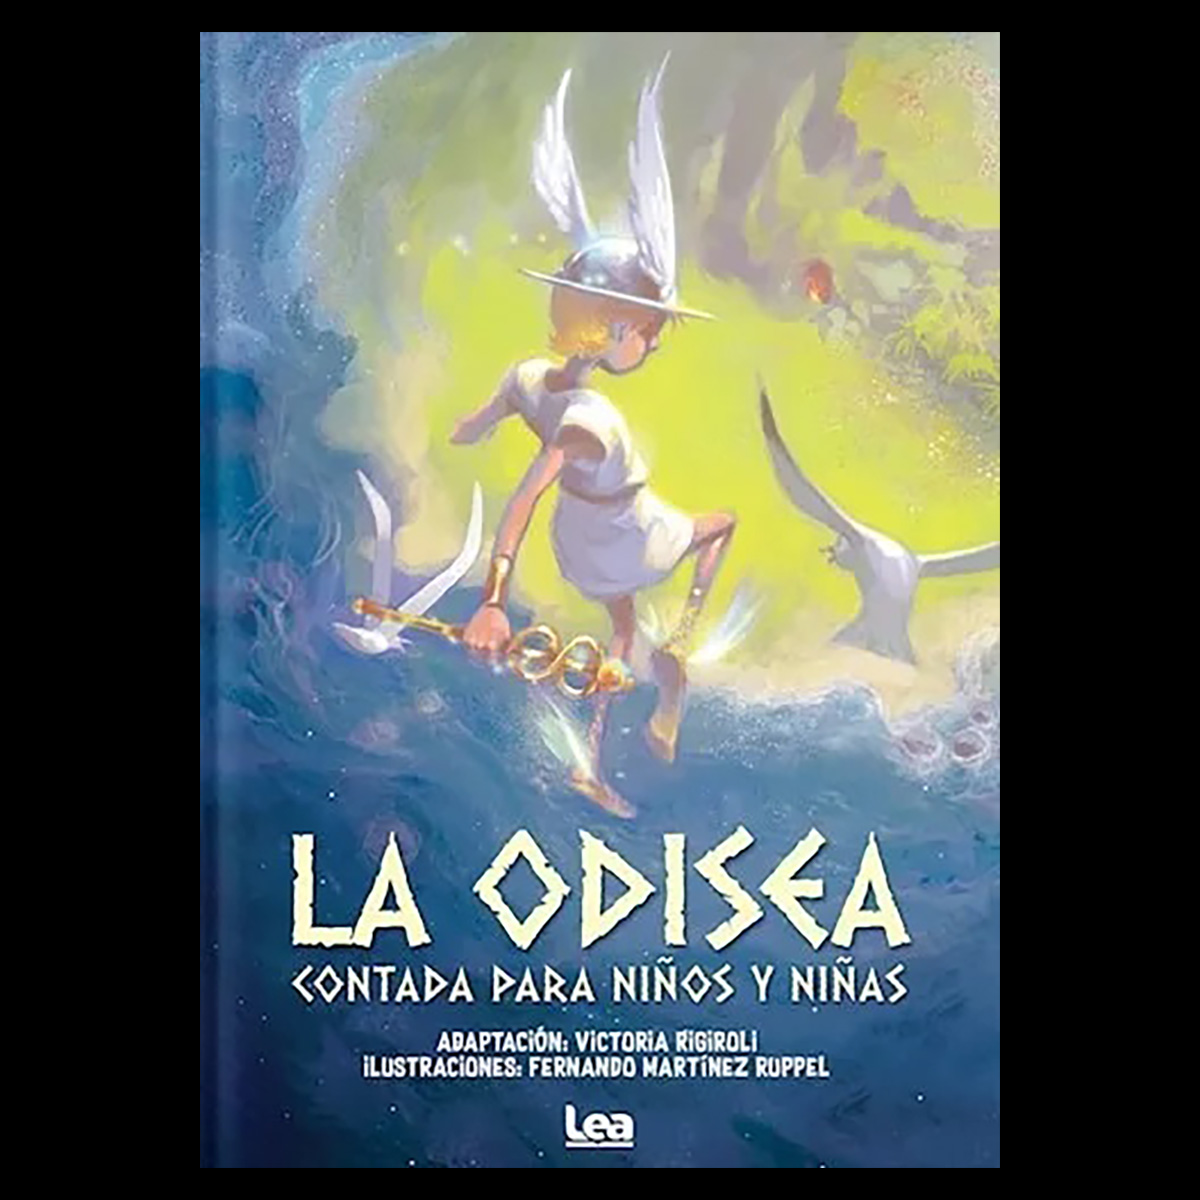 LA ODISEA
CONTADA PARA NIÑOS Y NIÑAS
ADAPTACIÓN: VICTORIA RIGIROLI
ILUSTRACIONES: FERNANDO MARTÍNEZ RUPPEL
Lea